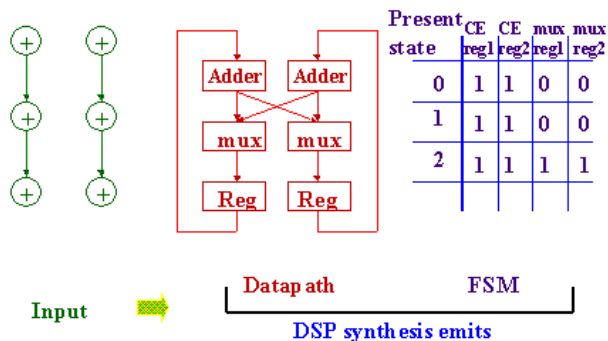 + +
+ +
+ +
Adder Adder
mux mux
Reg Reg
Present state CE reg1 CE reg2 mux reg1 mux reg2
0 1 1 0 0
1 1 1 0 0
2 1 1 1 1
Input
Datapath FSM
DSP synthesis emits